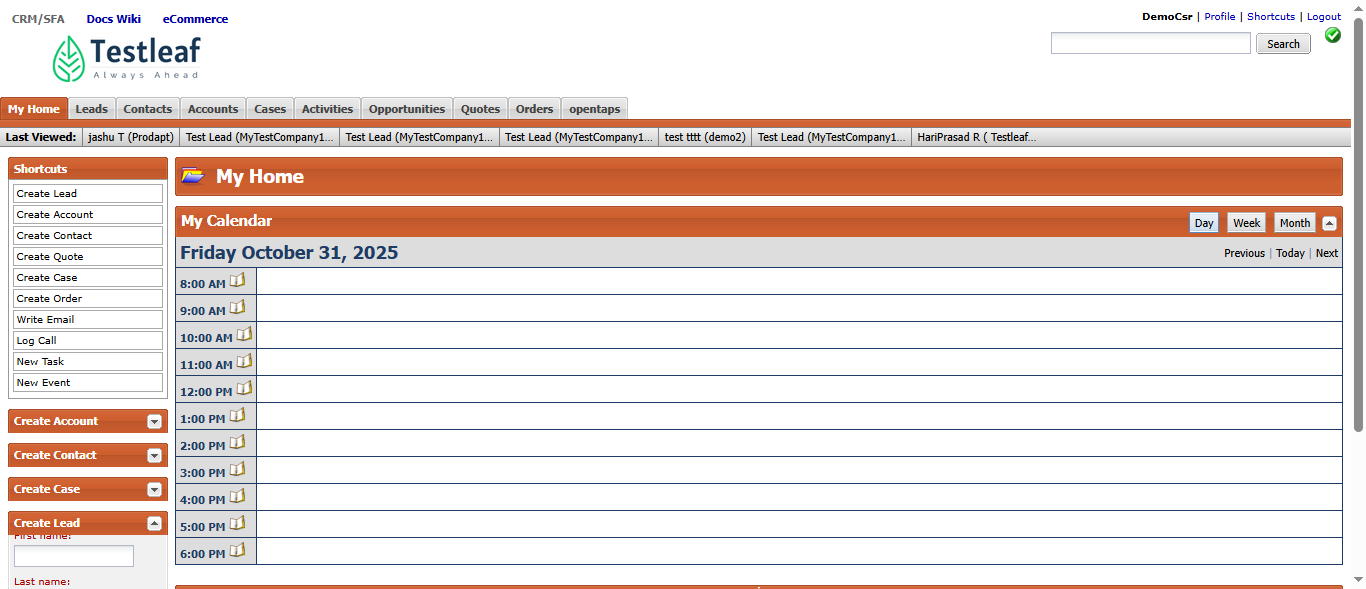 CRM/SFA Docs Wiki eCommerce
DemoCsr | Profile | Shortcuts | Logout
Testleaf
Always Ahead
Search
My Home Leads Contacts Accounts Cases Activities Opportunities Quotes Orders opentaps
Last Viewed: jashu T (Prodapt) Test Lead (MyTestCompany1... Test Lead (MyTestCompany1... Test Lead (MyTestCompany1... test tttt (demo2) Test Lead (MyTestCompany1... HariPrasad R ( Testleaf...
Shortcuts
Create Lead
Create Account
Create Contact
Create Quote
Create Case
Create Order
Write Email
Log Call
New Task
New Event
Create Account
Create Contact
Create Case
Create Lead
First name:
Last name:
My Home
My Calendar
Day Week Month
Friday October 31, 2025
Previous | Today | Next
8:00 AM
9:00 AM
10:00 AM
11:00 AM
12:00 PM
1:00 PM
2:00 PM
3:00 PM
4:00 PM
5:00 PM
6:00 PM